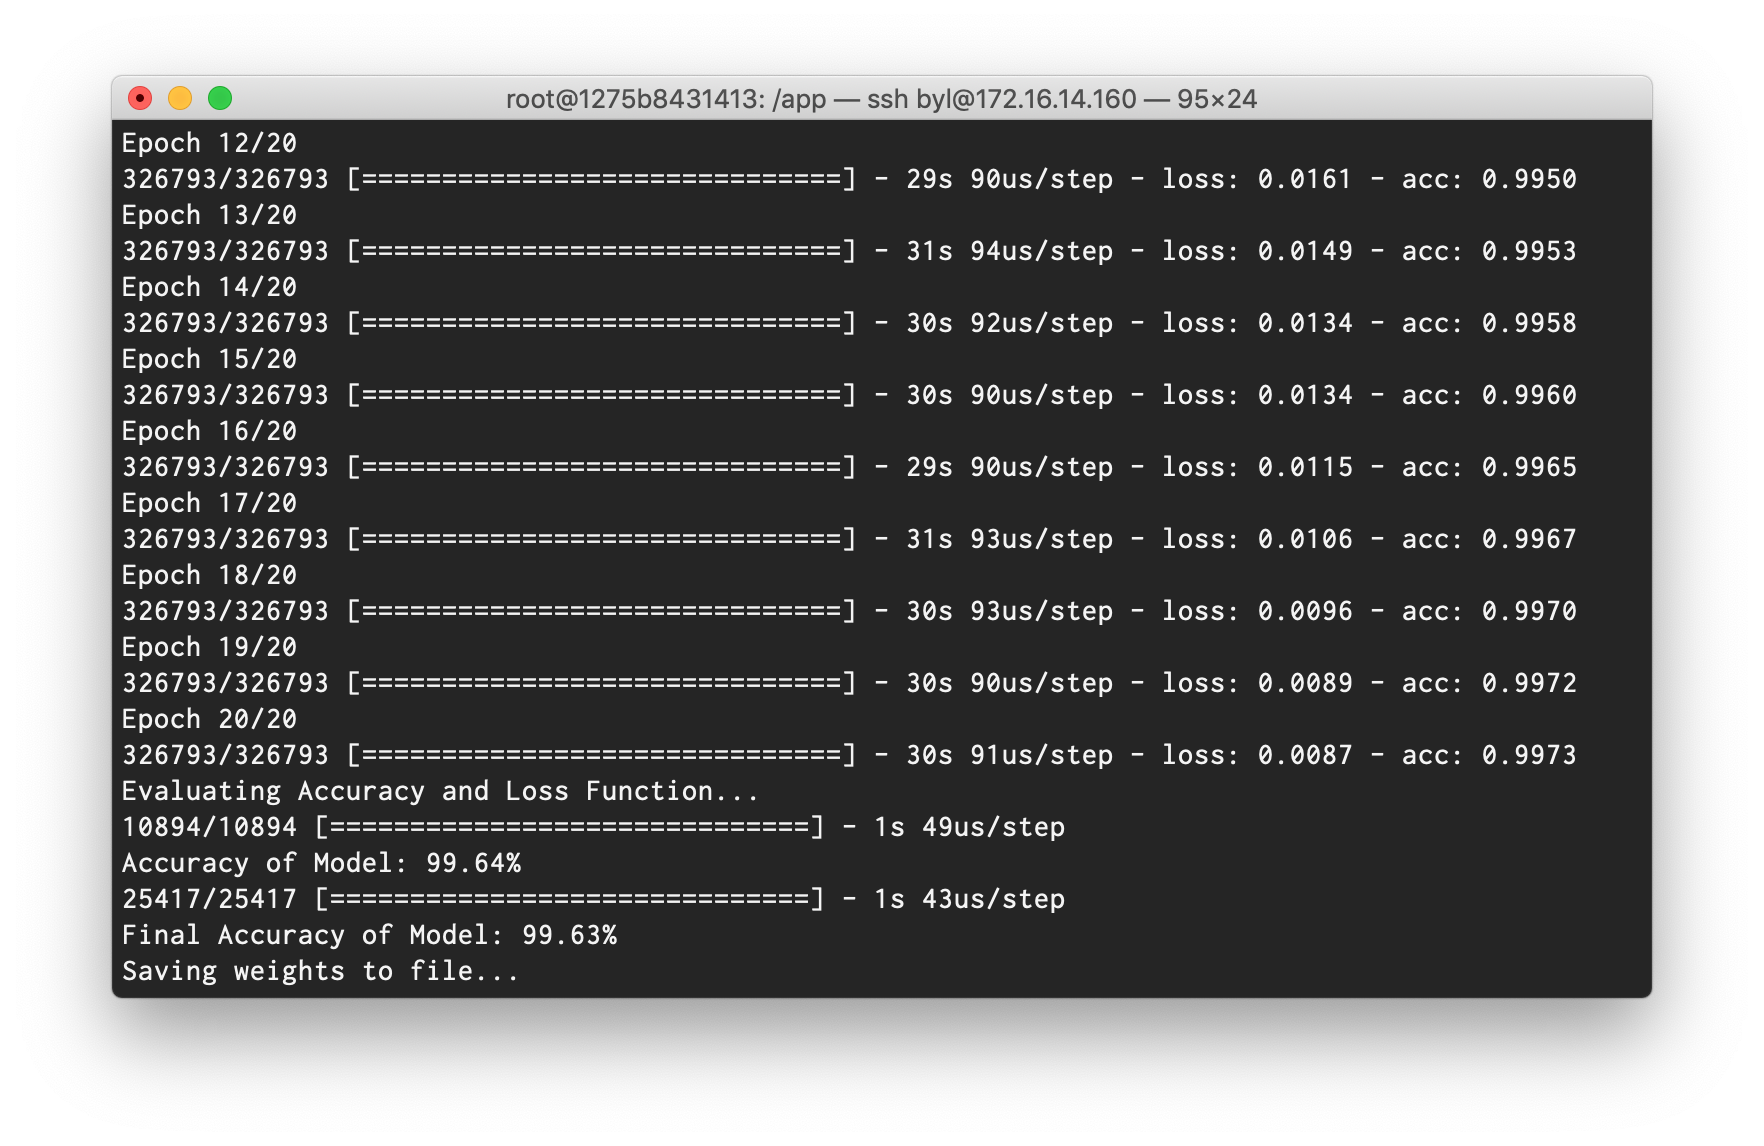 root@1275b8431413: /app — ssh byl@172.16.14.160 — 95×24
Epoch 12/20
326793/326793 [==============================] - 29s 90us/step - loss: 0.0161 - acc: 0.9950
Epoch 13/20
326793/326793 [==============================] - 31s 94us/step - loss: 0.0149 - acc: 0.9953
Epoch 14/20
326793/326793 [==============================] - 30s 92us/step - loss: 0.0134 - acc: 0.9958
Epoch 15/20
326793/326793 [==============================] - 30s 90us/step - loss: 0.0134 - acc: 0.9960
Epoch 16/20
326793/326793 [==============================] - 29s 90us/step - loss: 0.0115 - acc: 0.9965
Epoch 17/20
326793/326793 [==============================] - 31s 93us/step - loss: 0.0106 - acc: 0.9967
Epoch 18/20
326793/326793 [==============================] - 30s 93us/step - loss: 0.0096 - acc: 0.9970
Epoch 19/20
326793/326793 [==============================] - 30s 90us/step - loss: 0.0089 - acc: 0.9972
Epoch 20/20
326793/326793 [==============================] - 30s 91us/step - loss: 0.0087 - acc: 0.9973
Evaluating Accuracy and Loss Function...
10894/10894 [==============================] - 1s 49us/step
Accuracy of Model: 99.64%
25417/25417 [==============================] - 1s 43us/step
Final Accuracy of Model: 99.63%
Saving weights to file...